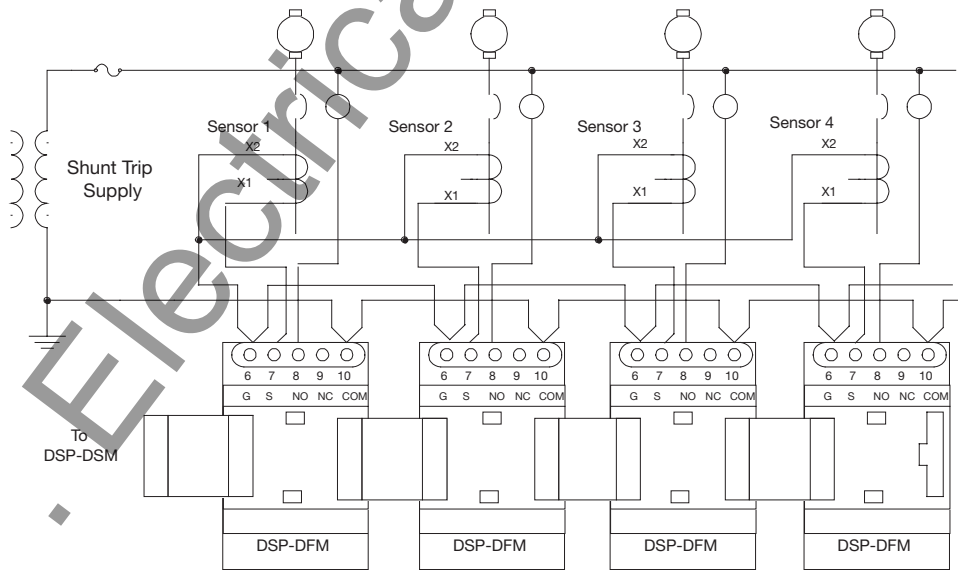 . Electrica
Sensor 1
Sensor 2
Sensor 3
Sensor 4
X2
X2
X2
X2
Shunt Trip
Supply
X1
X1
X1
X1
6 7 8 9 10
6 7 8 9 10
6 7 8 9 10
6 7 8 9 10
G S NO NC COM
G S NO NC COM
G S NO NC COM
G S NO NC COM
To
DSP-DSM
DSP-DFM
DSP-DFM
DSP-DFM
DSP-DFM